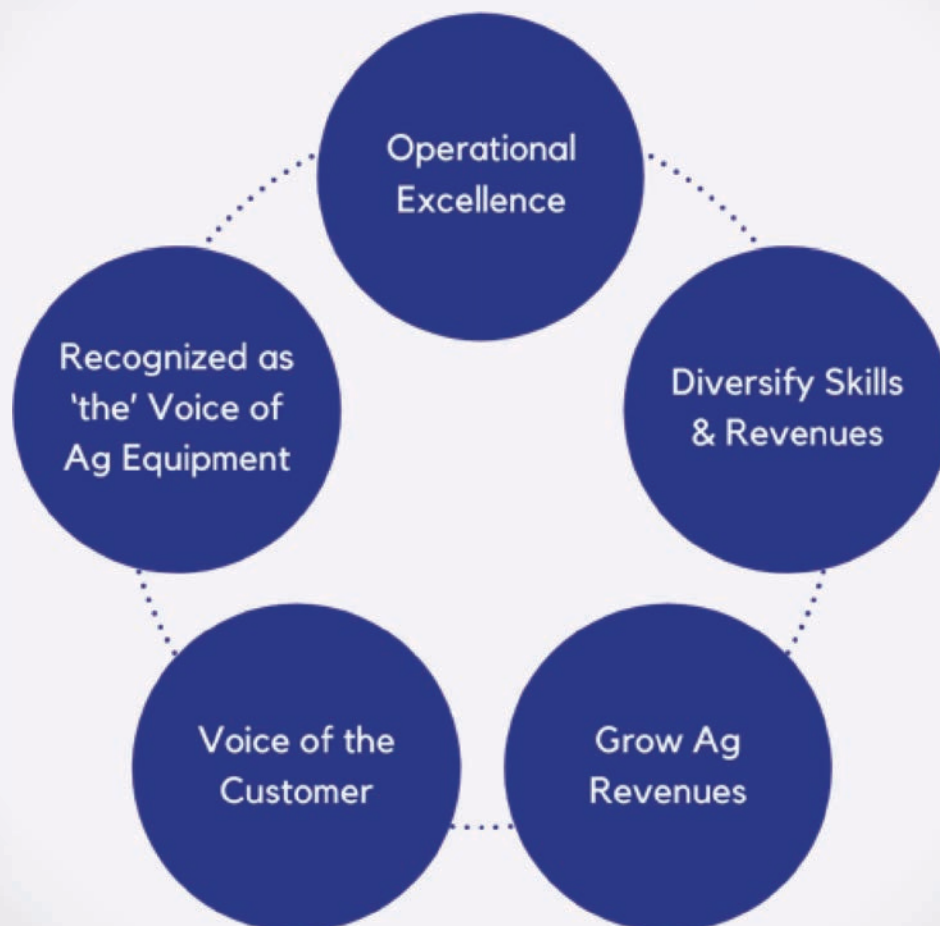 Operational
Excellence
Diversify Skills
& Revenues
Grow Ag
Revenues
Voice of the
Customer
Recognized as
‘the’ Voice of
Ag Equipment